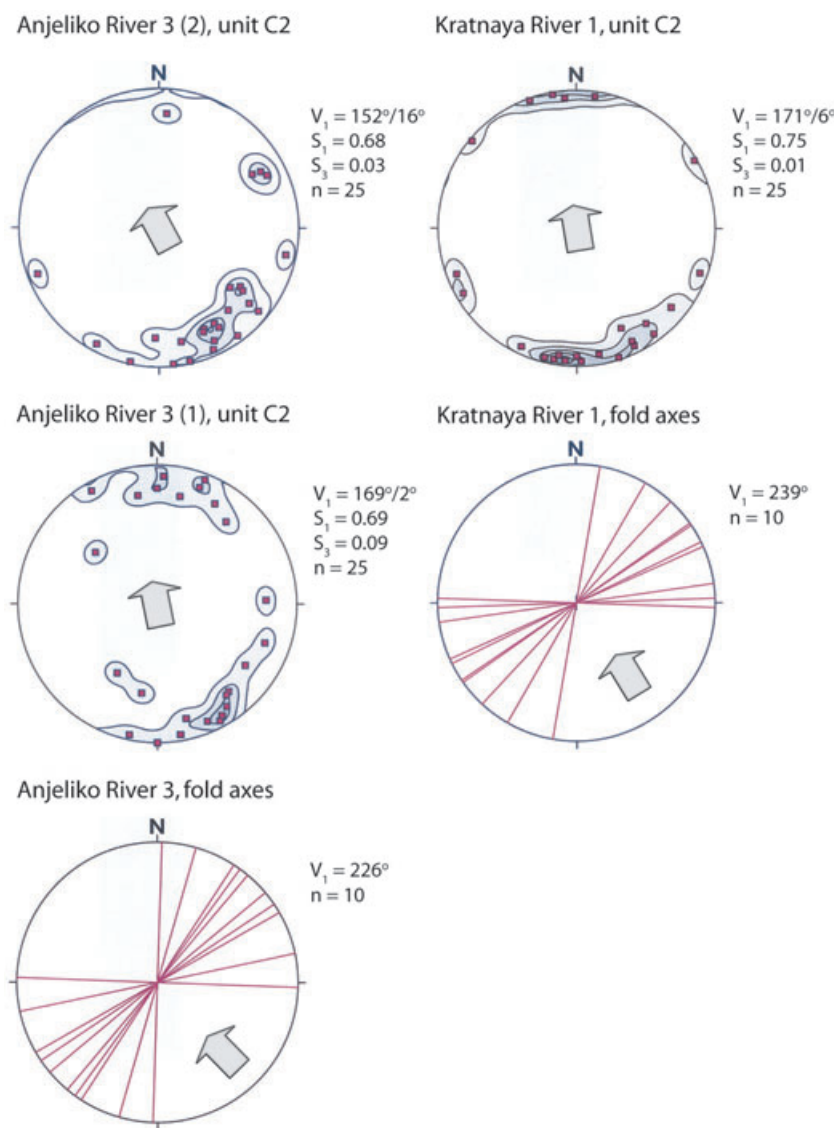 Anjeliko River 3 (2), unit C2
N
V₁ = 152°/16°
S₁ = 0.68
S₃ = 0.03
n = 25
Kratnaya River 1, unit C2
N
V₁ = 171°/6°
S₁ = 0.75
S₃ = 0.01
n = 25
Anjeliko River 3 (1), unit C2
N
V₁ = 169°/2°
S₁ = 0.69
S₃ = 0.09
n = 25
Kratnaya River 1, fold axes
N
V₁ = 239°
n = 10
Anjeliko River 3, fold axes
N
V₁ = 226°
n = 10